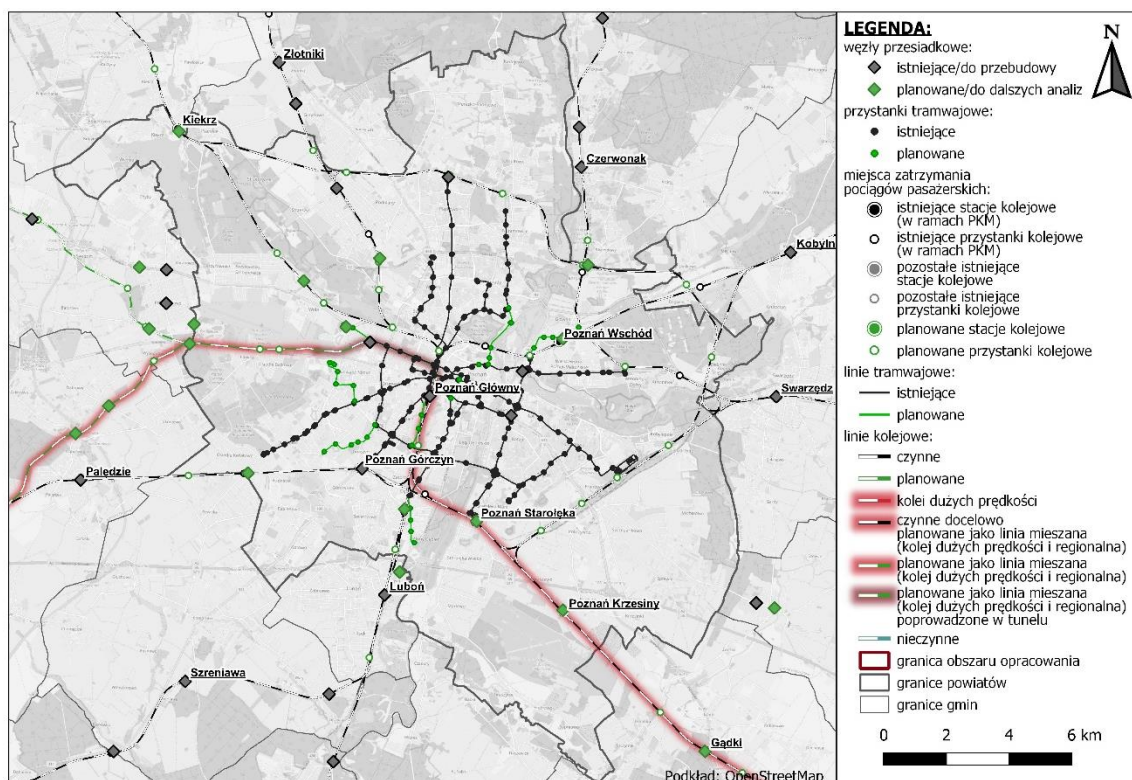 Złotniki
Kiekrz
Czerwonak
Kobyln
Poznań Wschód
Poznań Główny
Swarzędz
Palędzie
Poznań Górczyn
Poznań Starołęka
Luboń
Poznań Krzesiny
Szreniawa
Gądki
Podkład: OpenStreetMap
LEGENDA:
N
węzły przesiadkowe:
istniejące/do przebudowy
planowane/do dalszych analiz
przystanki tramwajowe:
istniejące
planowane
miejsca zatrzymania
pociągów pasażerskich:
istniejące stacje kolejowe
(w ramach PKM)
istniejące przystanki kolejowe
(w ramach PKM)
pozostałe istniejące
stacje kolejowe
pozostałe istniejące
przystanki kolejowe
planowane stacje kolejowe
planowane przystanki kolejowe
linie tramwajowe:
istniejące
planowane
linie kolejowe:
czynne
planowane
kolei dużych prędkości
czynne docelowo
planowane jako linia mieszana
(kolej dużych prędkości i regionalna)
planowane jako linia mieszana
(kolej dużych prędkości i regionalna)
planowane jako linia mieszana
(kolej dużych prędkości i regionalna)
poprowadzone w tunelu
nieczynne
granica obszaru opracowania
granice powiatów
granice gmin
0 2 4 6 km